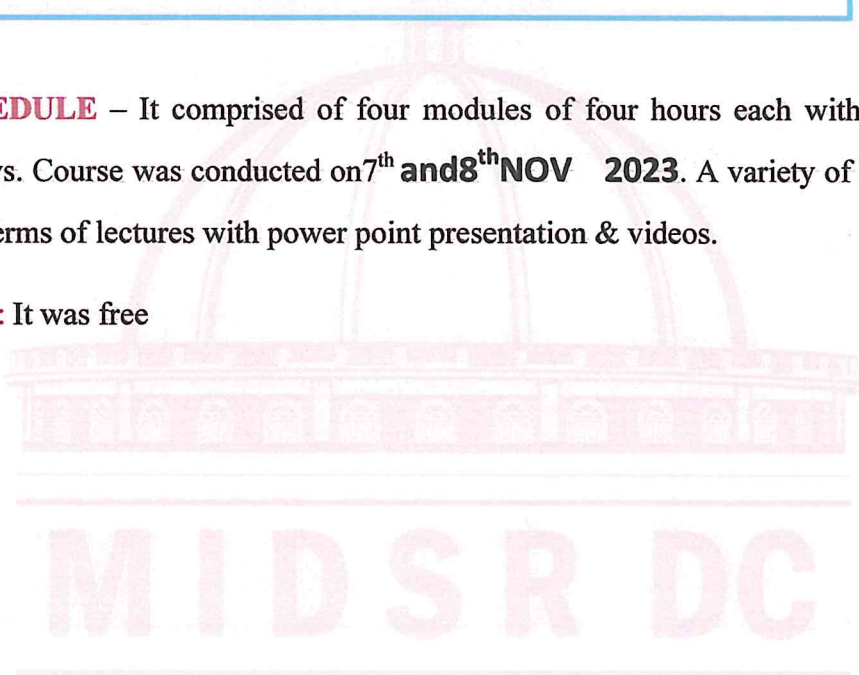 EDULE – It comprised of four modules of four hours each with
s. Course was conducted on7th and8thNOV 2023. A variety of
erms of lectures with power point presentation & videos.
: It was free
MIDSR DC